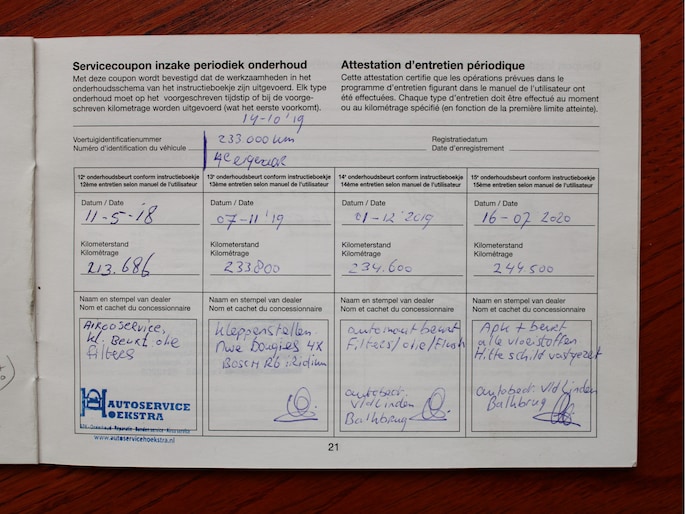 Servicecoupon inzake periodiek onderhoud
Met deze coupon wordt bevestigd dat de werkzaamheden in het
onderhoudsschema van het instructieboekje zijn uitgevoerd. Elk type
onderhoud moet op het voorgeschreven tijdstip of bij de voorge-
schreven kilometrage worden uitgevoerd (wat het eerste voorkomt).
Attestation d'entretien périodique
Cette attestation certifie que les opérations prévues dans le
programme d'entretien figurant dans le manuel de l'utilisateur ont
été effectuées. Chaque type d'entretien doit être effectué au moment
ou au kilométrage spécifié (en fonction de la première limite atteinte).
14-10 '19
Voertuigidentificatienummer
Numéro d'identification du véhicule
233.000 km
Registratiedatum
Date d'enregistrement
12e onderhoudsbeurt conform instructieboekje
12ème entretien selon manuel de l'utilisateur
Datum / Date
11-5-18
Kilometerstand
Kilométrage
213.686
Naam en stempel van dealer
Nom et cachet du concessionnaire
Aircoservice,
kl. Beurt olie
filters
AUTOSERVICE
HOEKSTRA
www.autoservicehoekstra.nl
13e onderhoudsbeurt conform instructieboekje
13ème entretien selon manuel de l'utilisateur
Datum / Date
07-11 '19
Kilometerstand
Kilométrage
233800
Naam en stempel van dealer
Nom et cachet du concessionnaire
Kleppenstellen
Nwe Bougies 4X
Bosch R6 iridium
14e onderhoudsbeurt conform instructieboekje
14ème entretien selon manuel de l'utilisateur
Datum / Date
01-12 '2019
Kilometerstand
Kilométrage
234.600
Naam en stempel van dealer
Nom et cachet du concessionnaire
automaat beurt
Filters/olie/Flush
autobedr.
VldLinden
Balkbrug
15e onderhoudsbeurt conform instructieboekje
15ème entretien selon manuel de l'utilisateur
Datum / Date
16-07 2020
Kilometerstand
Kilométrage
244.500
Naam en stempel van dealer
Nom et cachet du concessionnaire
Apk + beurt
alle vloeistoffen
Hitteschild vastgezet
autobedr. VldLinden
Balkbrug
21